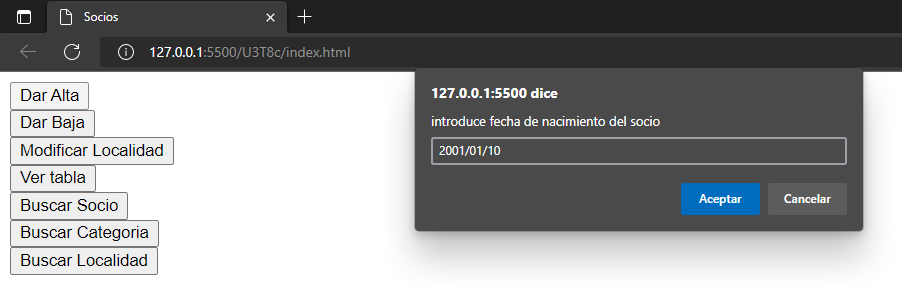 Socios
127.0.0.1:5500/U3T8c/index.html
127.0.0.1:5500 dice
introduce fecha de nacimiento del socio
2001/01/10
Aceptar Cancelar
Dar Alta
Dar Baja
Modificar Localidad
Ver tabla
Buscar Socio
Buscar Categoria
Buscar Localidad